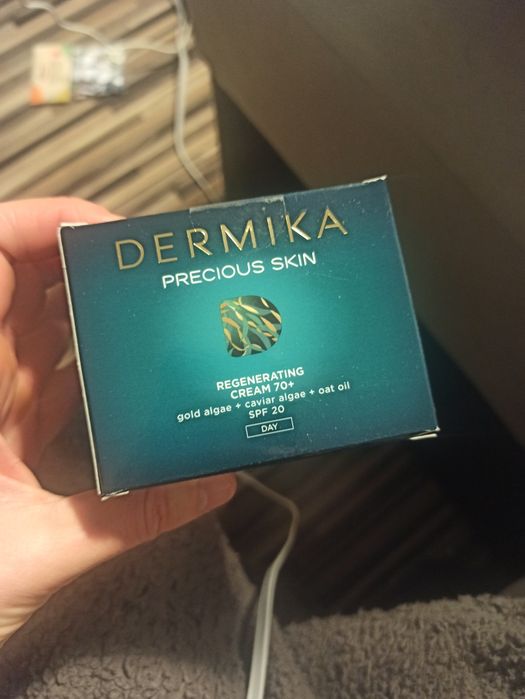 DERMIKA
PRECIOUS SKIN
REGENERATING
CREAM 70+
gold algae + caviar algae + oat oil
SPF 20
DAY